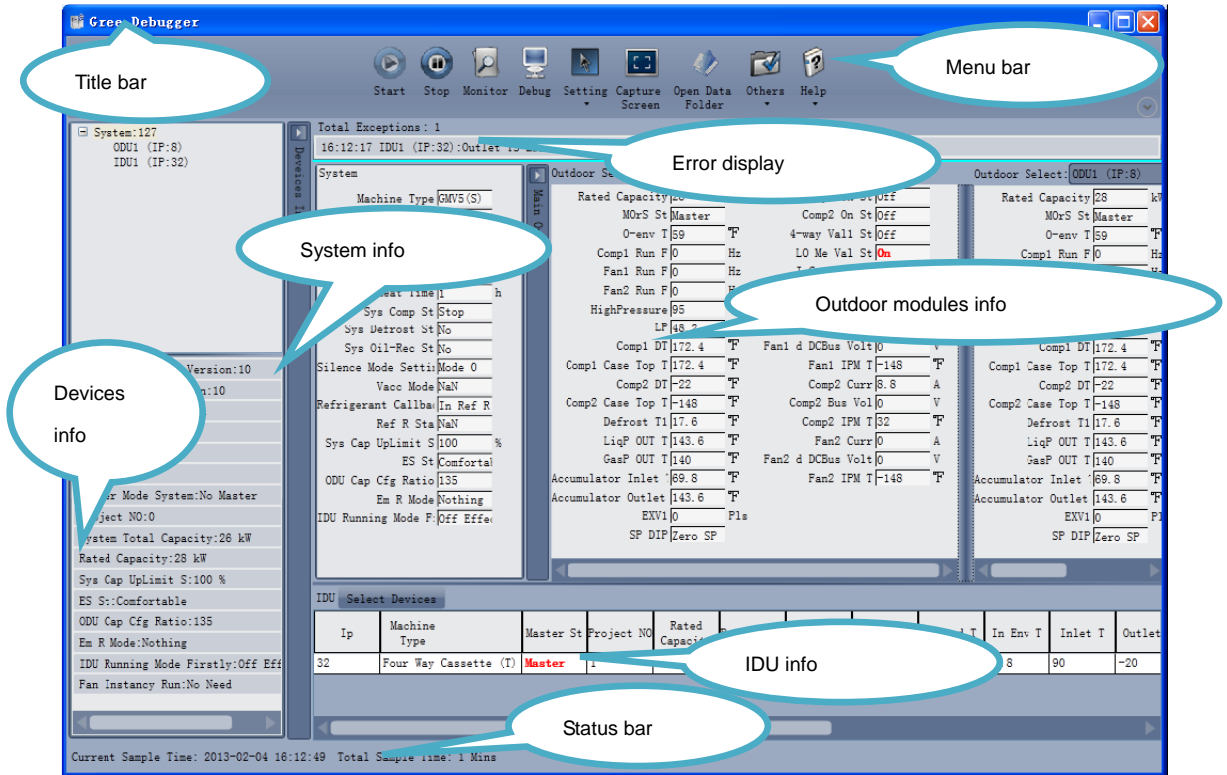 Gree Debugger
Title bar
Menu bar
Start Stop Monitor Debug Setting Capture Screen Open Data Folder Others Help
System:127
ODU1 (IP:8)
IDU1 (IP:32)
Total Exceptions: 1
16:12:17 IDU1 (IP:32):Outlet
Error display
System
Machine Type GMV5(S)
System info
h
Sys Comp St Stop
Sys Defrost St No
Sys Oil-Rec St No
Silence Mode Settin Mode 0
Vacc Mode NaN
Refrigerant Callba In Ref R
Ref R Sta NaN
Sys Cap UpLimit S 100 %
ES St Comfortal
ODU Cap Cfg Ratio 135
Em R Mode Nothing
IDU Running Mode F: Off Effe
Outdoor
Rated Capacity 28
MOrS St Master
O-env T 59 ℉
Comp1 Run F 0 Hz
Fan1 Run F 0 Hz
Fan2 Run F 0
HighPressure 95
LP 48.2
Comp1 DT 172.4 ℉
Comp1 Case Top T 172.4 ℉
Comp2 DT -22 ℉
Comp2 Case Top T -148 ℉
Defrost T1 17.6 ℉
LiqP OUT T 143.6 ℉
GasP OUT T 140 ℉
Accumulator Inlet 69.8 ℉
Accumulator Outlet 143.6 ℉
EXV1 0 Pls
SP DIP Zero SP
St Off
Comp2 On St Off
4-way Val1 St Off
LO Me Val St On
Outdoor modules info
Fan1 d DCBus Volt 0 V
Fan1 IPM T -148 ℉
Comp2 Curr 8.8 A
Comp2 Bus Vol 0 V
Comp2 IPM T 32 ℉
Fan2 Curr 0 A
Fan2 d DCBus Volt 0 V
Fan2 IPM T -148 ℉
Outdoor Select: ODU1 (IP:8)
Rated Capacity 28 kW
MOrS St Master
O-env T 59 ℉
Comp1 Run F 0 Hz
Comp1 DT 172.4 ℉
Comp1 Case Top T 172.4 ℉
Comp2 DT -22 ℉
Comp2 Case Top T -148 ℉
Defrost T1 17.6 ℉
LiqP OUT T 143.6 ℉
GasP OUT T 140 ℉
Accumulator Inlet 69.8 ℉
Accumulator Outlet 143.6 ℉
EXV1 0
SP DIP Zero SP
Devices
info
Version:10
:10
Mode System:No Master
NO:0
System Total Capacity:26 kW
Rated Capacity:28 kW
Sys Cap UpLimit S:100 %
ES St:Comfortable
ODU Cap Cfg Ratio:135
Em R Mode:Nothing
IDU Running Mode Firstly:Off Eff
Fan Instancy Run:No Need
IDU Select Devices
Ip Machine Type Master St Project NO Rated T In Env T Inlet T Outlet
32 Four Way Cassette (T) Master 1 8 90 -20
IDU info
Status bar
Current Sample Time: 2013-02-04 16:12:49 Total Sample Time: 1 Mins